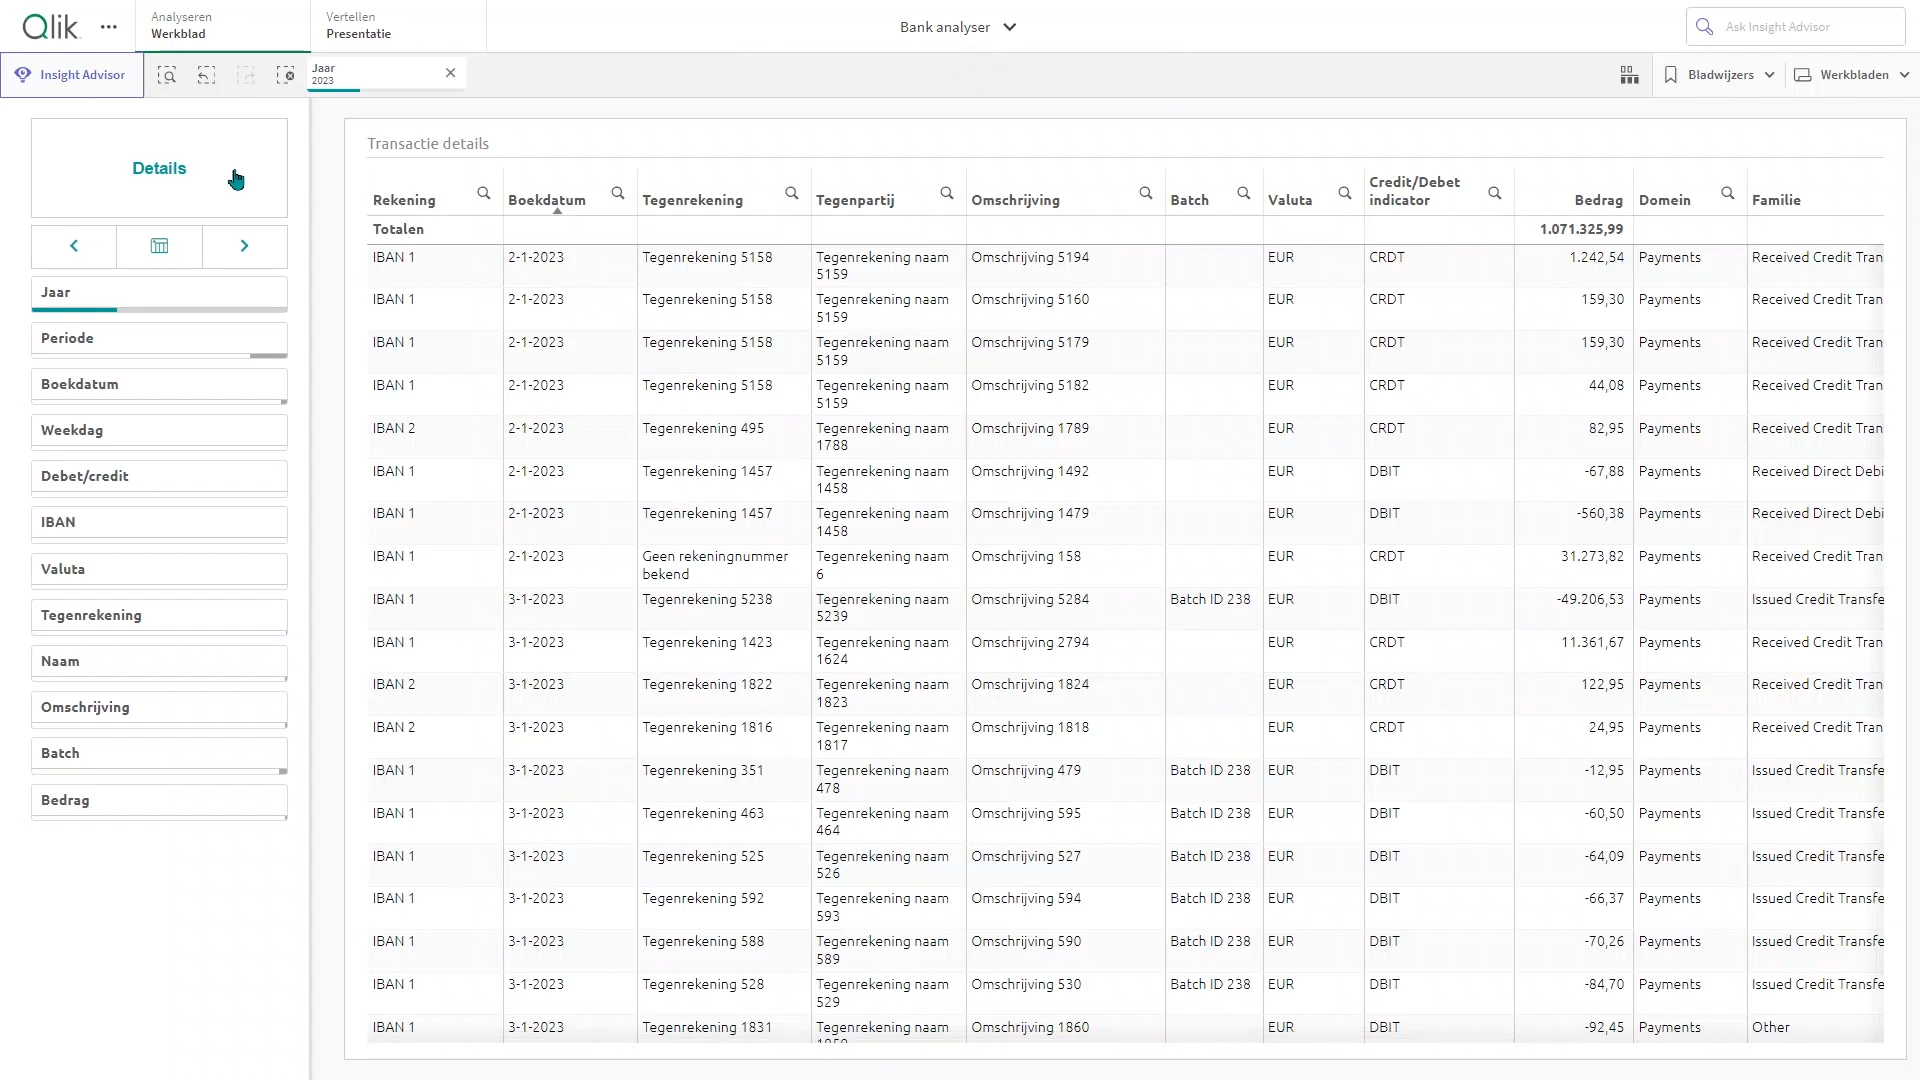 Qlik
Analyseren
Werkblad
Vertellen
Presentatie
Bank analyser
Ask Insight Advisor
Insight Advisor
Jaar
2023
Bladwijzers
Werkbladen
Details
Jaar
Periode
Boekdatum
Weekdag
Debet/credit
IBAN
Valuta
Tegenrekening
Naam
Omschrijving
Batch
Bedrag
Transactie details
Rekening Boekdatum Tegenrekening Tegenpartij Omschrijving Batch Valuta Credit/Debet indicator Bedrag Domein Familie
Totalen 1.071.325,99
IBAN 1 2-1-2023 Tegenrekening 5158 Tegenrekening naam 5159 Omschrijving 5194 EUR CRDT 1.242,54 Payments Received Credit Tran
IBAN 1 2-1-2023 Tegenrekening 5158 Tegenrekening naam 5159 Omschrijving 5160 EUR CRDT 159,30 Payments Received Credit Tran
IBAN 1 2-1-2023 Tegenrekening 5158 Tegenrekening naam 5159 Omschrijving 5179 EUR CRDT 159,30 Payments Received Credit Tran
IBAN 1 2-1-2023 Tegenrekening 5158 Tegenrekening naam 5159 Omschrijving 5182 EUR CRDT 44,08 Payments Received Credit Tran
IBAN 2 2-1-2023 Tegenrekening 495 Tegenrekening naam 1788 Omschrijving 1789 EUR CRDT 82,95 Payments Received Credit Tran
IBAN 1 2-1-2023 Tegenrekening 1457 Tegenrekening naam 1458 Omschrijving 1492 EUR DBIT -67,88 Payments Received Direct Debi
IBAN 1 2-1-2023 Tegenrekening 1457 Tegenrekening naam 1458 Omschrijving 1479 EUR DBIT -560,38 Payments Received Direct Debi
IBAN 1 2-1-2023 Geen rekeningnummer bekend Tegenrekening naam 6 Omschrijving 158 EUR CRDT 31.273,82 Payments Received Credit Tran
IBAN 1 3-1-2023 Tegenrekening 5238 Tegenrekening naam 5239 Omschrijving 5284 Batch ID 238 EUR DBIT -49.206,53 Payments Issued Credit Transfe
IBAN 1 3-1-2023 Tegenrekening 1423 Tegenrekening naam 1624 Omschrijving 2794 EUR CRDT 11.361,67 Payments Received Credit Tran
IBAN 2 3-1-2023 Tegenrekening 1822 Tegenrekening naam 1823 Omschrijving 1824 EUR CRDT 122,95 Payments Received Credit Tran
IBAN 2 3-1-2023 Tegenrekening 1816 Tegenrekening naam 1817 Omschrijving 1818 EUR CRDT 24,95 Payments Received Credit Tran
IBAN 1 3-1-2023 Tegenrekening 351 Tegenrekening naam 478 Omschrijving 479 Batch ID 238 EUR DBIT -12,95 Payments Issued Credit Transfe
IBAN 1 3-1-2023 Tegenrekening 463 Tegenrekening naam 464 Omschrijving 595 Batch ID 238 EUR DBIT -60,50 Payments Issued Credit Transfe
IBAN 1 3-1-2023 Tegenrekening 525 Tegenrekening naam 526 Omschrijving 527 Batch ID 238 EUR DBIT -64,09 Payments Issued Credit Transfe
IBAN 1 3-1-2023 Tegenrekening 592 Tegenrekening naam 593 Omschrijving 594 Batch ID 238 EUR DBIT -66,37 Payments Issued Credit Transfe
IBAN 1 3-1-2023 Tegenrekening 588 Tegenrekening naam 589 Omschrijving 590 Batch ID 238 EUR DBIT -70,26 Payments Issued Credit Transfe
IBAN 1 3-1-2023 Tegenrekening 528 Tegenrekening naam 529 Omschrijving 530 Batch ID 238 EUR DBIT -84,70 Payments Issued Credit Transfe
IBAN 1 3-1-2023 Tegenrekening 1831 Tegenrekening naam Omschrijving 1860 EUR DBIT -92,45 Payments Other